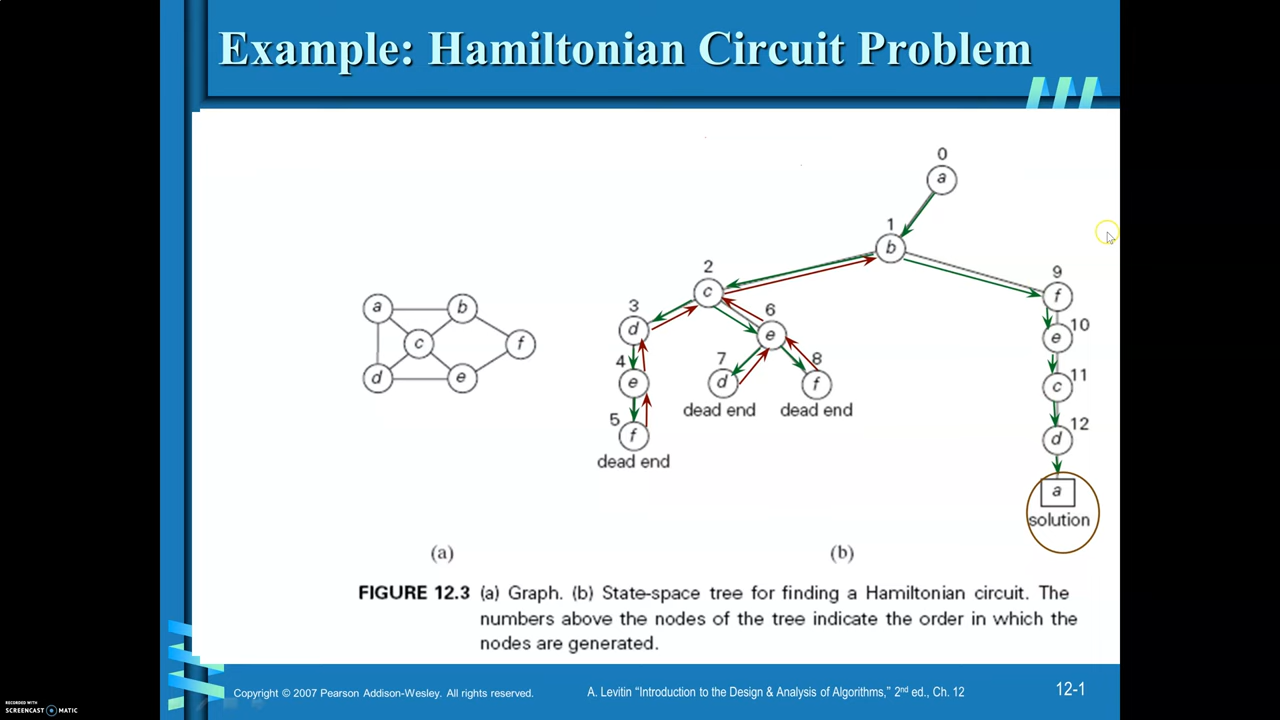 Example: Hamiltonian Circuit Problem
0
a
1
b
2
c
9
f
3
d
6
e
10
e
a b
c f
d e
4
e
7
d
8
f
11
c
dead end dead end
5
f
12
d
dead end
a
solution
(a) (b)
FIGURE 12.3 (a) Graph. (b) State-space tree for finding a Hamiltonian circuit. The
numbers above the nodes of the tree indicate the order in which the
nodes are generated.
Copyright © 2007 Pearson Addison-Wesley. All rights reserved. A. Levitin “Introduction to the Design & Analysis of Algorithms,” 2nd ed., Ch. 12 12-1
RECORDED WITH
SCREENCAST MATIC